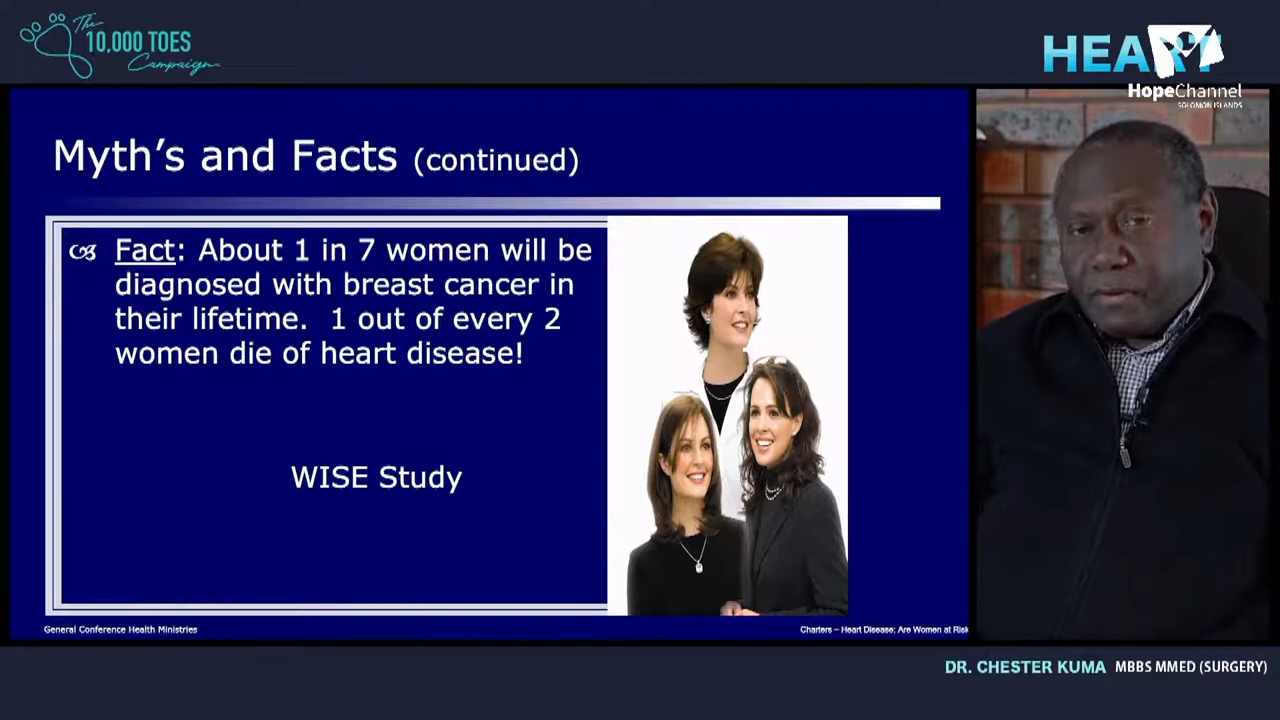 The
10,000 TOES
Campaign
HEART
HopeChannel
SOLOMON ISLANDS
Myth's and Facts (continued)
Fact: About 1 in 7 women will be
diagnosed with breast cancer in
their lifetime. 1 out of every 2
women die of heart disease!
WISE Study
General Conference Health Ministries
Charters – Heart Disease; Are Women at Risk
DR. CHESTER KUMA MBBS MMED (SURGERY)